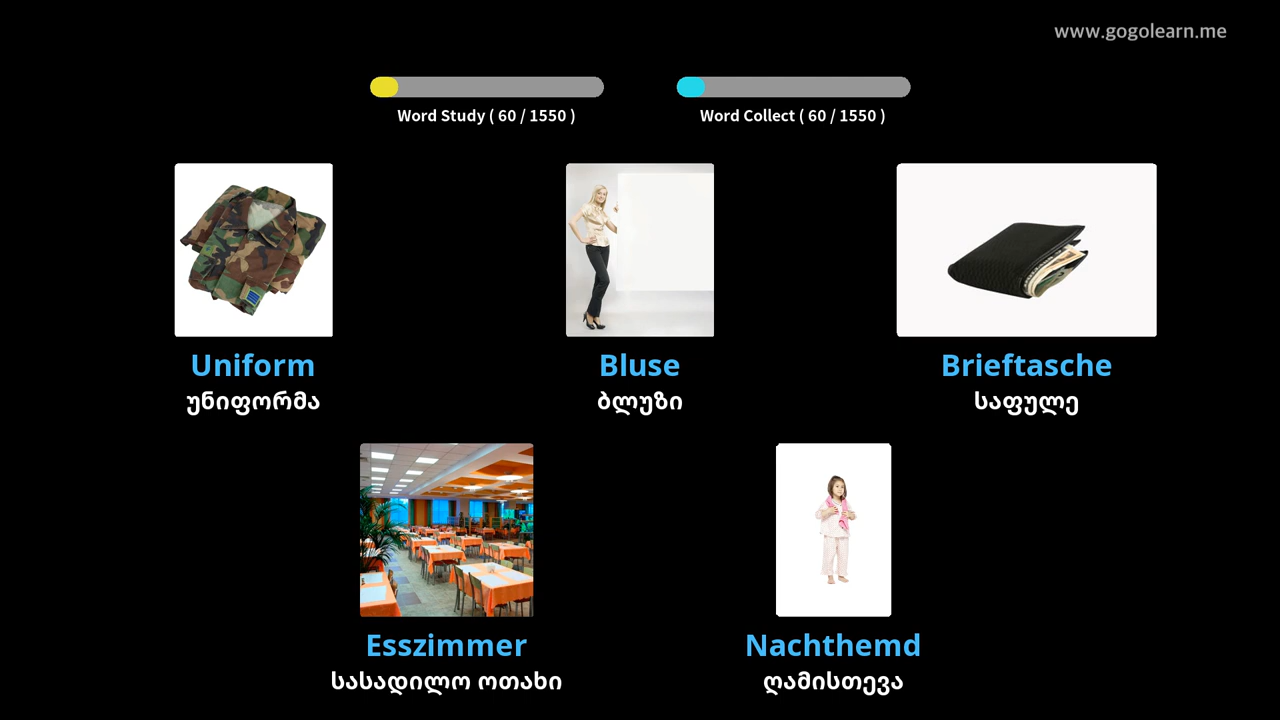 www.gogolearn.me
Word Study ( 60 / 1550 )
Word Collect ( 60 / 1550 )
Uniform
უნიფორმა
Bluse
ბლუზი
Brieftasche
საფულე
Esszimmer
სასადილო ოთახი
Nachthemd
ღამისთევა